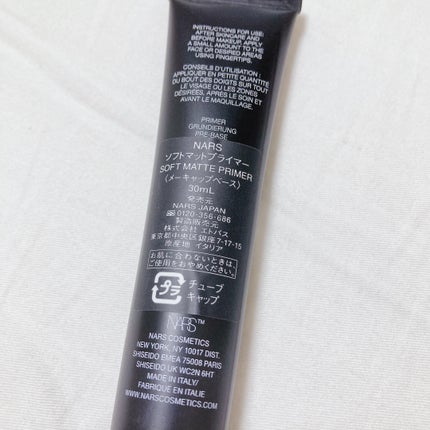 INSTRUCTIONS FOR USE:
AFTER SKINCARE AND
BEFORE MAKEUP, APPLY
A SMALL AMOUNT TO THE
FACE OR DESIRED AREAS
USING FINGERTIPS.
CONSEILS D'UTILISATION :
APPLIQUER EN PETITE QUANTITÉ
DU BOUT DES DOIGTS SUR TOUT
LE VISAGE OU LES ZONES
DÉSIRÉES, APRÈS LE SOIN ET
AVANT LE MAQUILLAGE.
PRIMER
GRUNDIERUNG
PRE-BASE
NARS
ソフトマットプライマー
SOFT MATTE PRIMER
〈メーキャップベース〉
30mL
発売元
NARS JAPAN
0120-356-686
製造販売元
株式会社 エトバス
東京都中央区銀座7-17-15
原産地 イタリア
お肌に合わないときは、
ご使用をおやめください。
プラ
チューブ
キャップ
NARS™
NARS COSMETICS
NEW YORK, NY 10017 DIST.
SHISEIDO EMEA 75008 PARIS
SHISEIDO UK WC2N 6HT
MADE IN ITALY/
FABRIQUE EN ITALIE
WWW.NARSCOSMETICS.COM